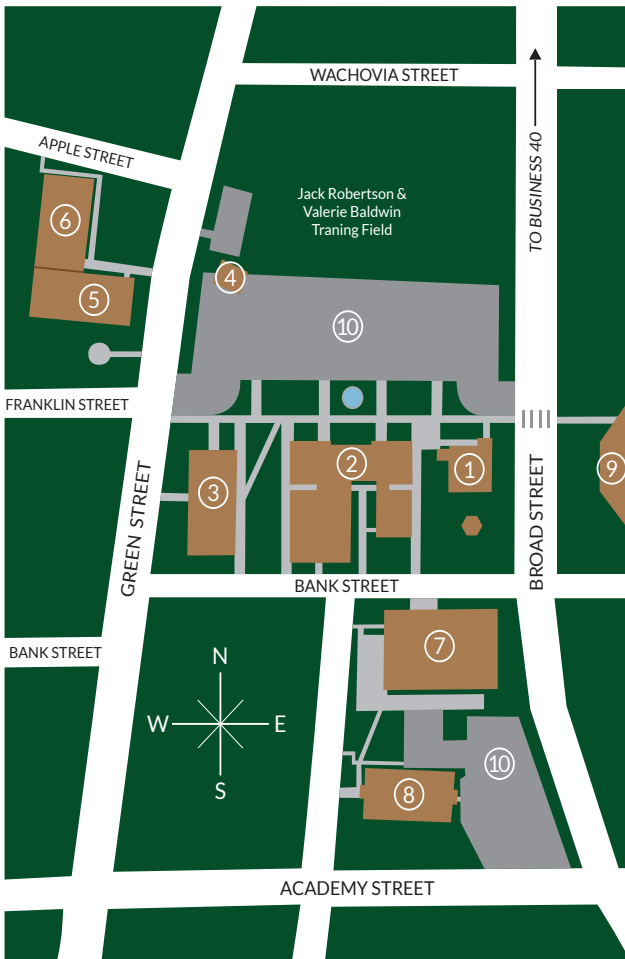 WACHOVIA STREET
TO BUSINESS 40
APPLE STREET
Jack Robertson &
Valerie Baldwin
Traning Field
6
4
5
10
FRANKLIN STREET
2
1
9
3
GREEN STREET
BROAD STREET
BANK STREET
7
BANK STREET
N
W E
S
10
8
ACADEMY STREET